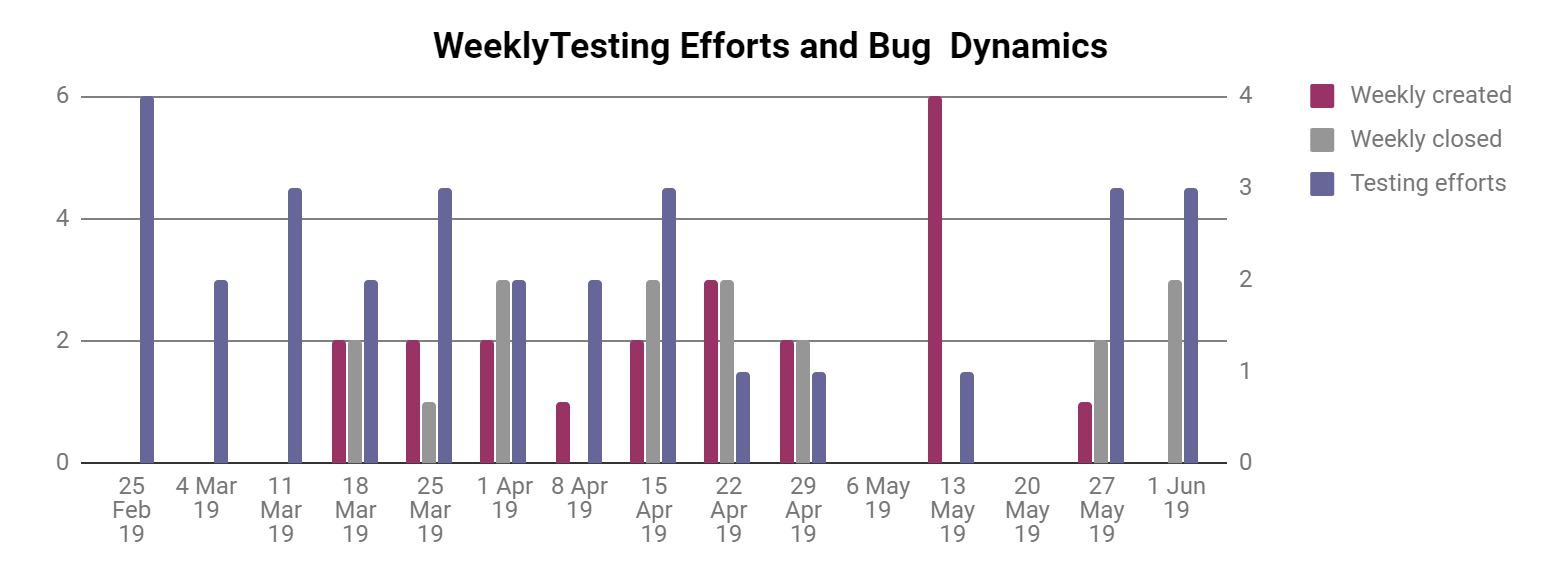 WeeklyTesting Efforts and Bug  Dynamics
6
4
2
0
4
3
2
1
0
Weekly created
Weekly closed
Testing efforts
25
Feb
19
4 Mar
19
11
Mar
19
18
Mar
19
25
Mar
19
1 Apr
19
8 Apr
19
15
Apr
19
22
Apr
19
29
Apr
19
6 May
19
13
May
19
20
May
19
27
May
19
1 Jun
19